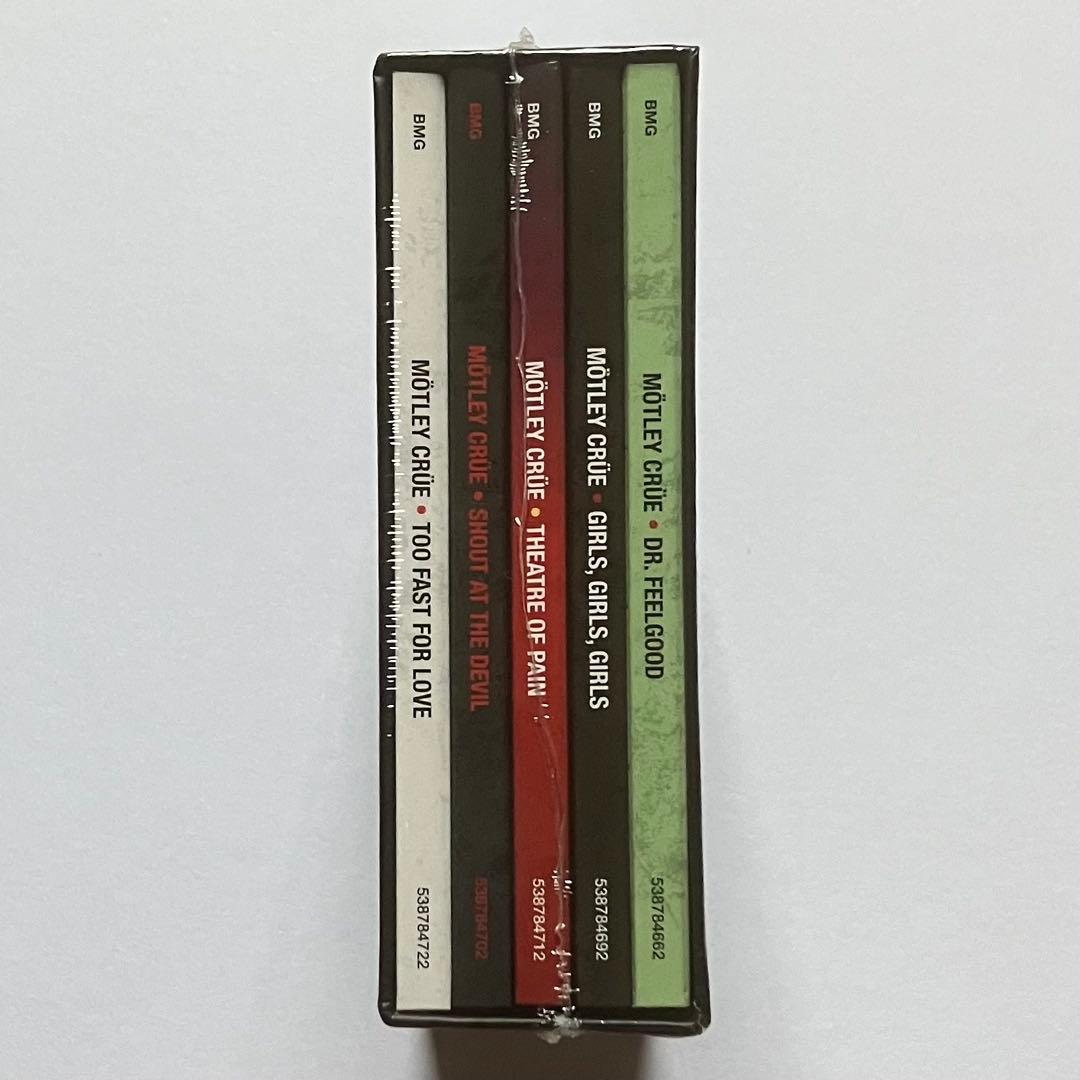 BMG MÖTLEY CRÜE • TOO FAST FOR LOVE 538784722
BMG MÖTLEY CRÜE • SHOUT AT THE DEVIL 538784702
BMG MÖTLEY CRÜE • THEATRE OF PAIN 538784712
BMG MÖTLEY CRÜE • GIRLS, GIRLS, GIRLS 538784692
BMG MÖTLEY CRÜE • DR. FEELGOOD 538784662